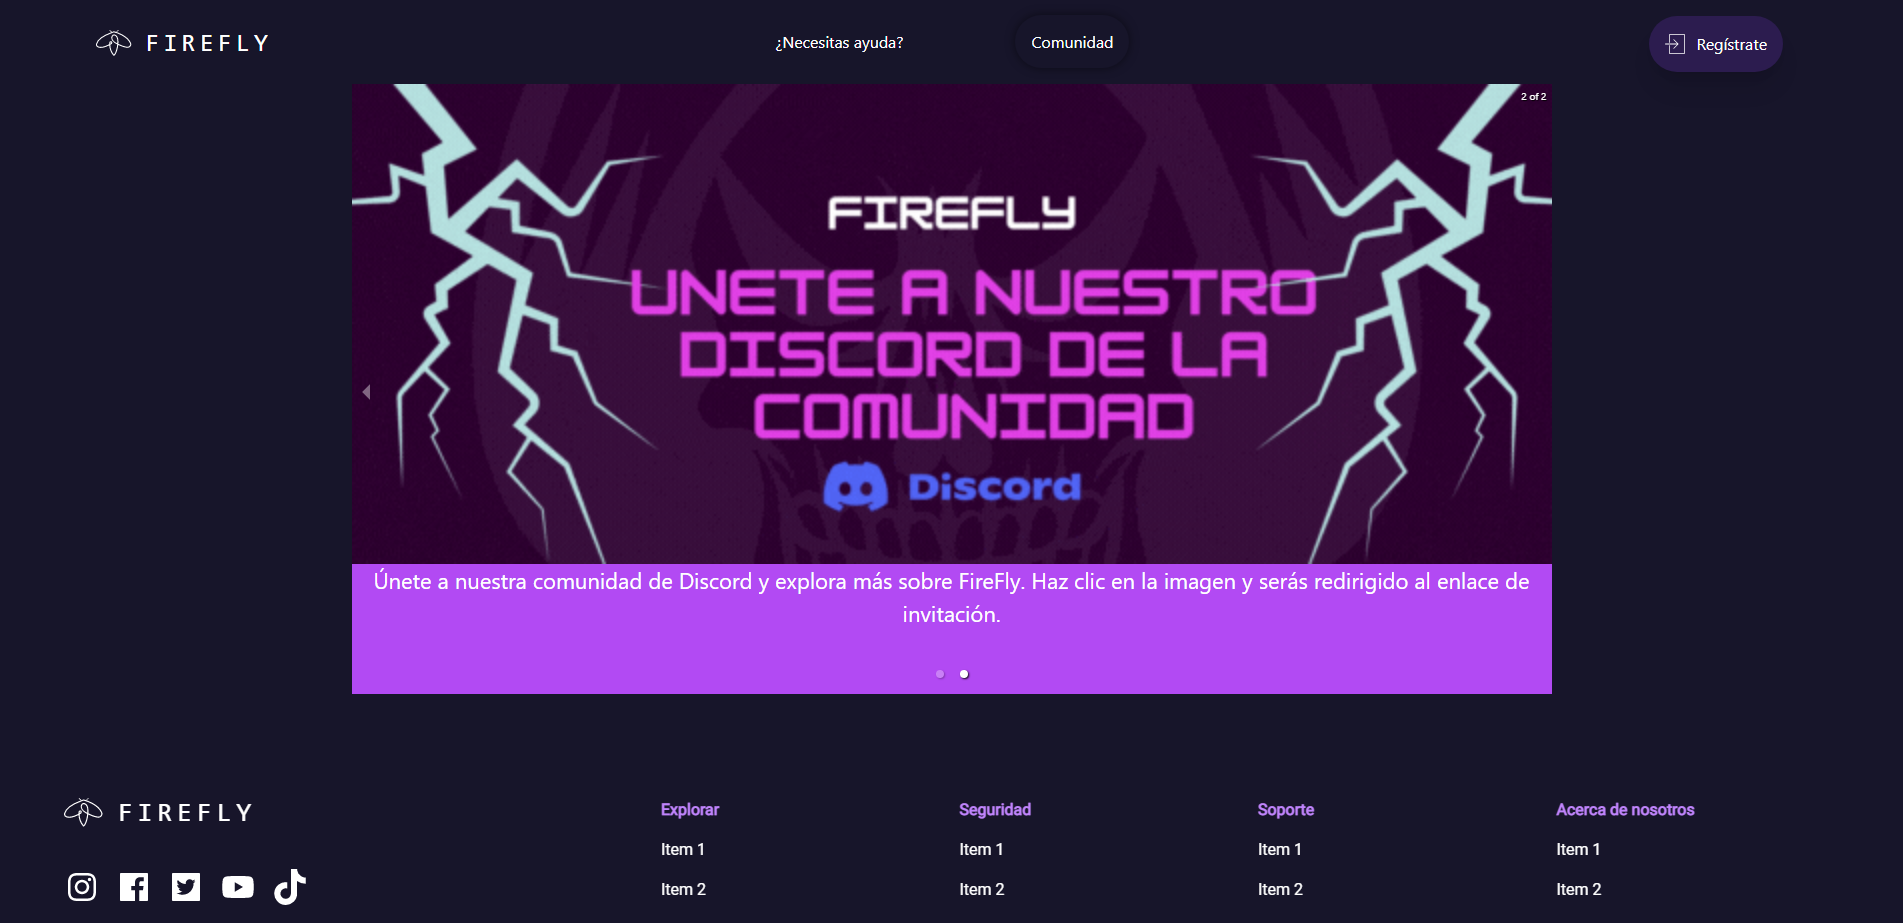 FIREFLY
¿Necesitas ayuda?
Comunidad
Regístrate
2 of 2
FIREFLY
UNETE A NUESTRO
DISCORD DE LA
COMUNIDAD
Discord
Únete a nuestra comunidad de Discord y explora más sobre FireFly. Haz clic en la imagen y serás redirigido al enlace de
invitación.
FIREFLY
Explorar
Seguridad
Soporte
Acerca de nosotros
Item 1
Item 1
Item 1
Item 1
Item 2
Item 2
Item 2
Item 2